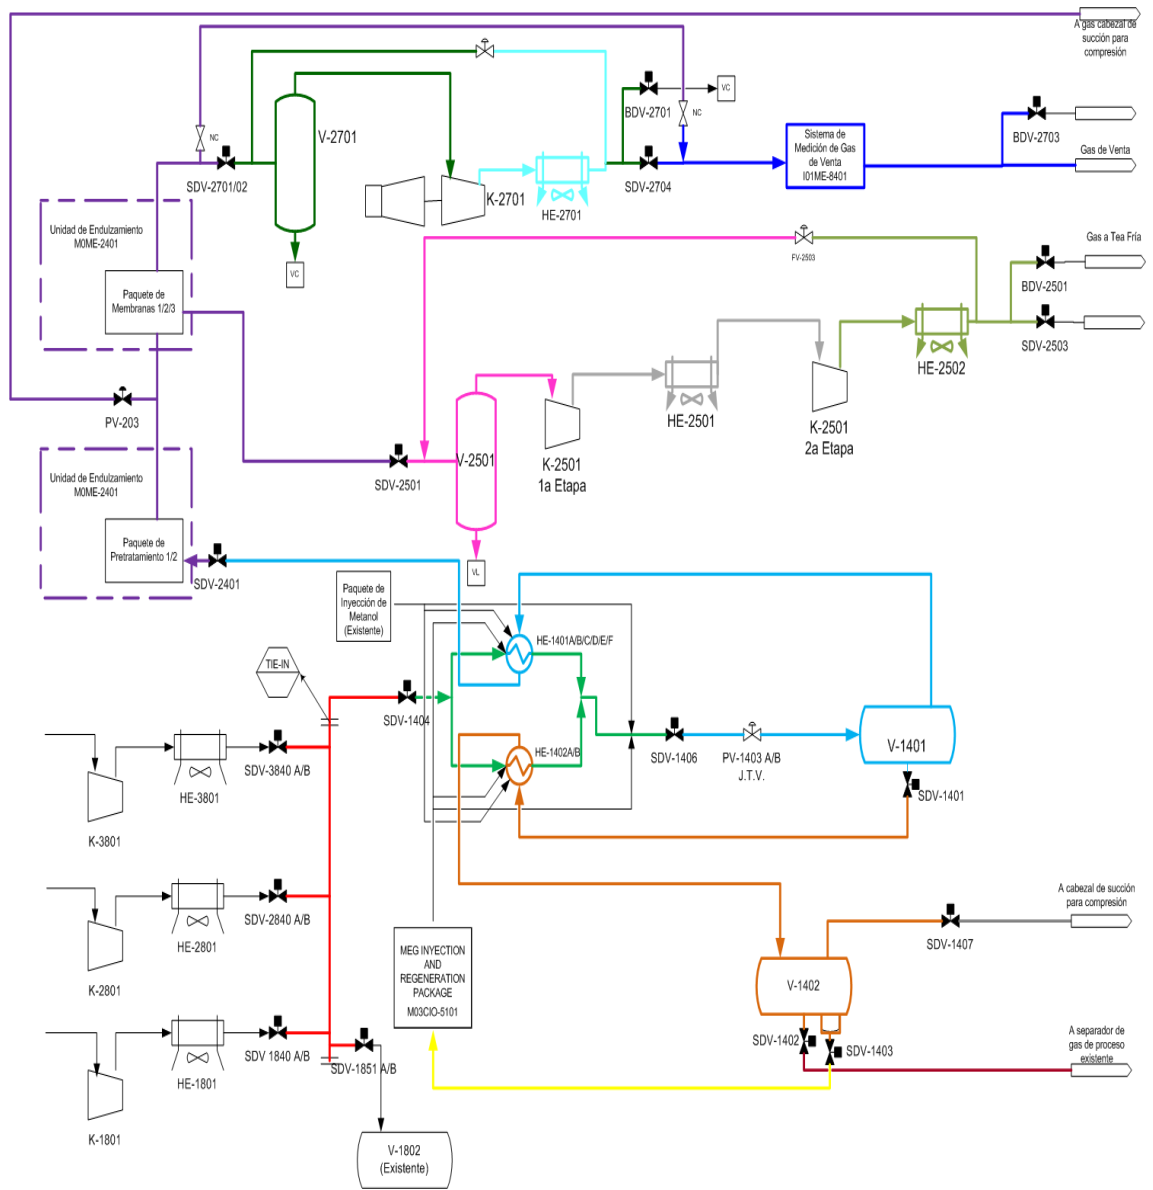 A gas cabezal de
succión para
compresión
NC
V-2701
BDV-2701
VC
NC
BDV-2703
Sistema de
Medición de Gas
de Venta
I01ME-8401
Gas de Venta
SDV-2701/02
K-2701
HE-2701
SDV-2704
Unidad de Endulzamiento
M0ME-2401
Paquete de
Membranas 1/2/3
VC
FV-2503
Gas a Tea Fría
BDV-2501
SDV-2503
HE-2502
PV-203
HE-2501
K-2501
2a Etapa
K-2501
1a Etapa
V-2501
SDV-2501
Unidad de Endulzamiento
M0ME-2401
Paquete de
Pretratamiento 1/2
SDV-2401
VL
Paquete de
Inyección de
Metanol
(Existente)
HE-1401A/B/C/D/E/F
TIE-IN
SDV-1404
HE-1402A/B
SDV-1406
PV-1403 A/B
J.T.V.
V-1401
SDV-1401
SDV-3840 A/B
HE-3801
K-3801
SDV-2840 A/B
HE-2801
K-2801
A cabezal de succión
para compresión
SDV-1407
MEG INYECTION
AND
REGENERATION
PACKAGE
M03CIO-5101
V-1402
SDV-1402
SDV-1403
A separador de
gas de proceso
existente
SDV 1840 A/B
HE-1801
SDV-1851 A/B
K-1801
V-1802
(Existente)